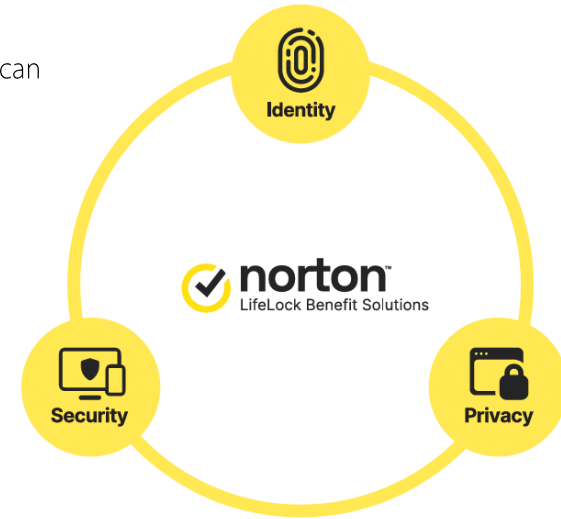 can
Identity
norton™
LifeLock Benefit Solutions
Security
Privacy